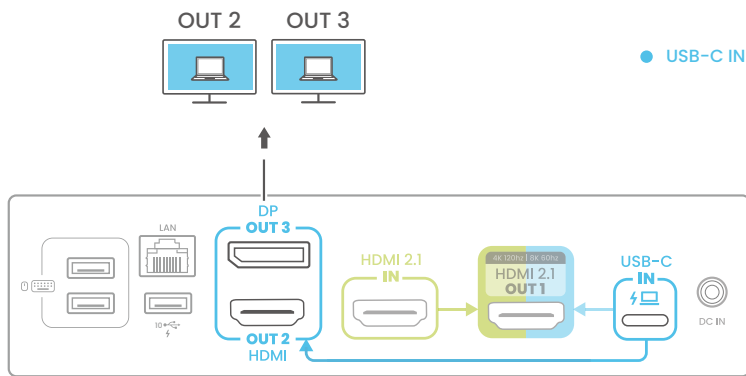 OUT 2
OUT 3
USB-C IN
DP
OUT 3
LAN
HDMI 2.1
IN
4K 120hz | 8K 60hz
HDMI 2.1
OUT 1
USB-C
IN
10
OUT 2
HDMI
DC IN